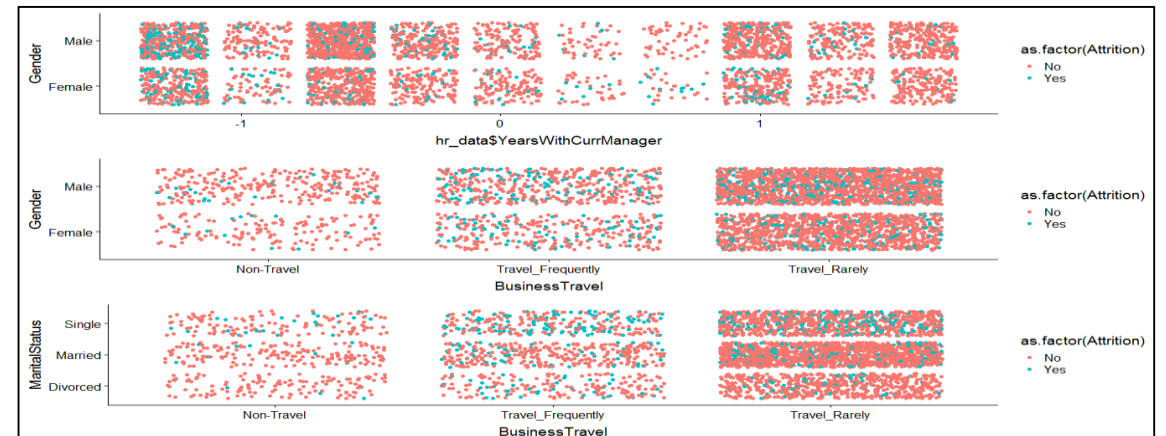 Gender
Male
Female
-1 0 1
hr_data$YearsWithCurrManager
as.factor(Attrition)
No
Yes
Gender
Male
Female
Non-Travel Travel_Frequently Travel_Rarely
BusinessTravel
as.factor(Attrition)
No
Yes
MaritalStatus
Single
Married
Divorced
Non-Travel Travel_Frequently Travel_Rarely
BusinessTravel
as.factor(Attrition)
No
Yes